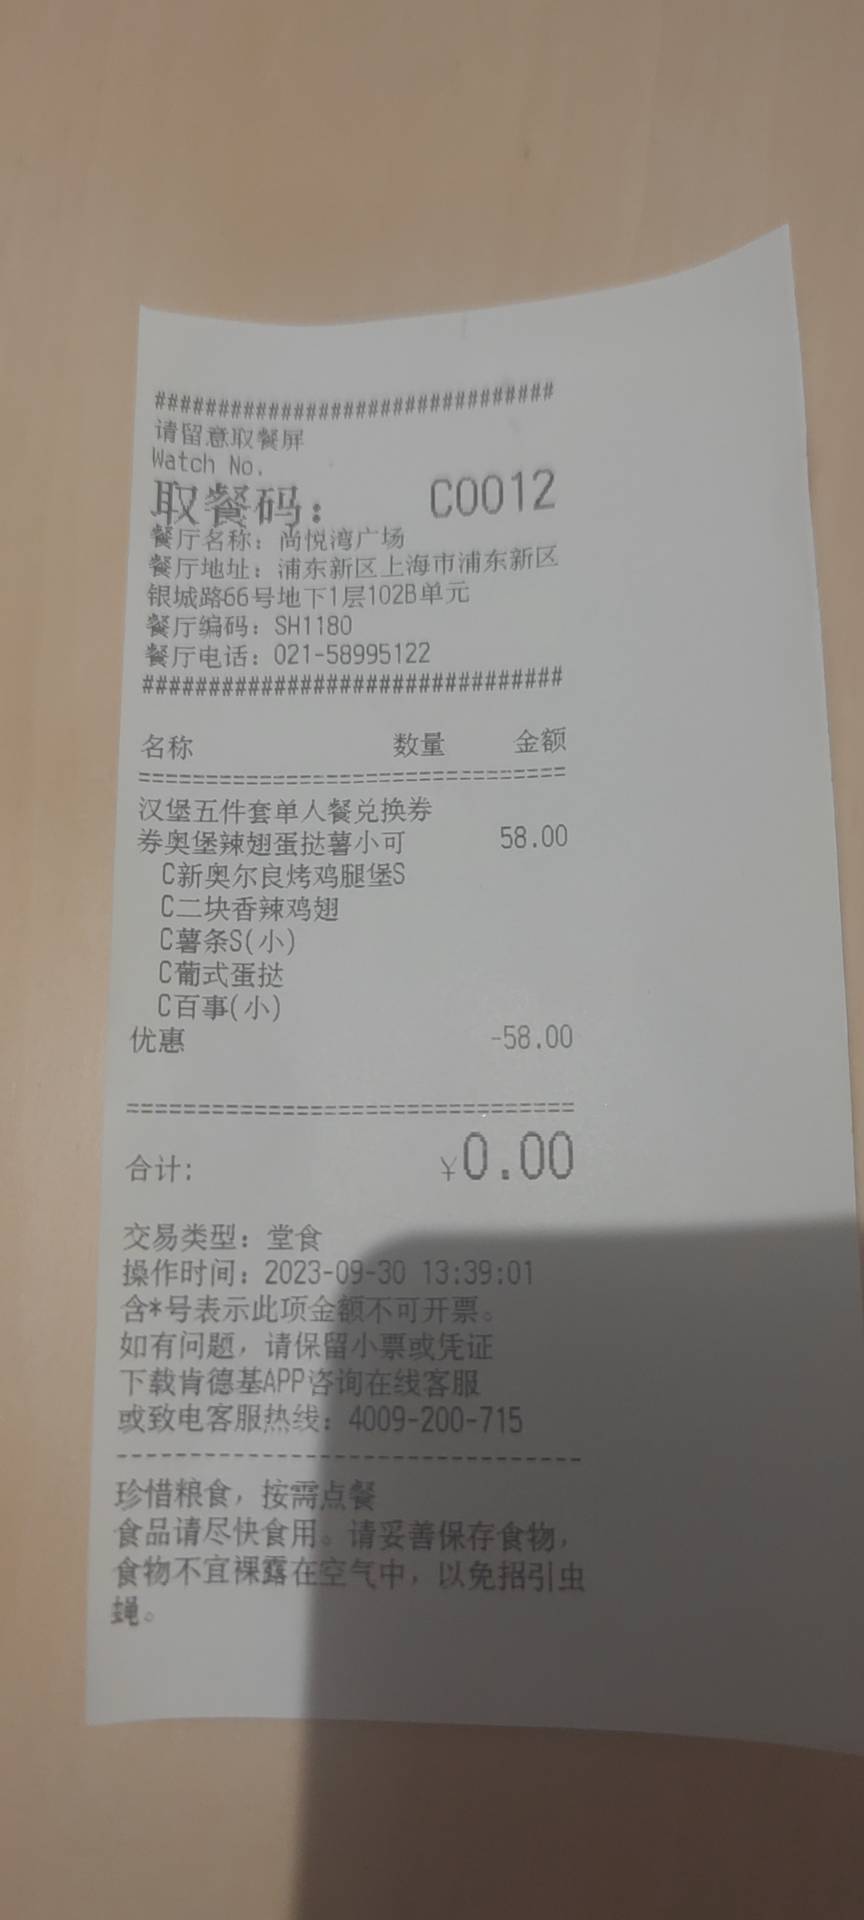 ################################
请留意取餐屏
Watch No.
取餐码： C0012
餐厅名称：尚悦湾广场
餐厅地址：浦东新区上海市浦东新区
银城路66号地下1层102B单元
餐厅编码：SH1180
餐厅电话：021-58995122
################################
名称 数量 金额
================================
汉堡五件套单人餐兑换券
券奥堡辣翅蛋挞薯小可 58.00
C新奥尔良烤鸡腿堡S
C二块香辣鸡翅
C薯条S(小)
C葡式蛋挞
C百事(小)
优惠 -58.00
================================
合计: ¥0.00
交易类型：堂食
操作时间：2023-09-30 13:39:01
含*号表示此项金额不可开票。
如有问题，请保留小票或凭证
下载肯德基APP咨询在线客服
或致电客服热线：4009-200-715
--------------------------------
珍惜粮食，按需点餐
食品请尽快食用。请妥善保存食物，
食物不宜裸露在空气中，以免招引虫
蝇。